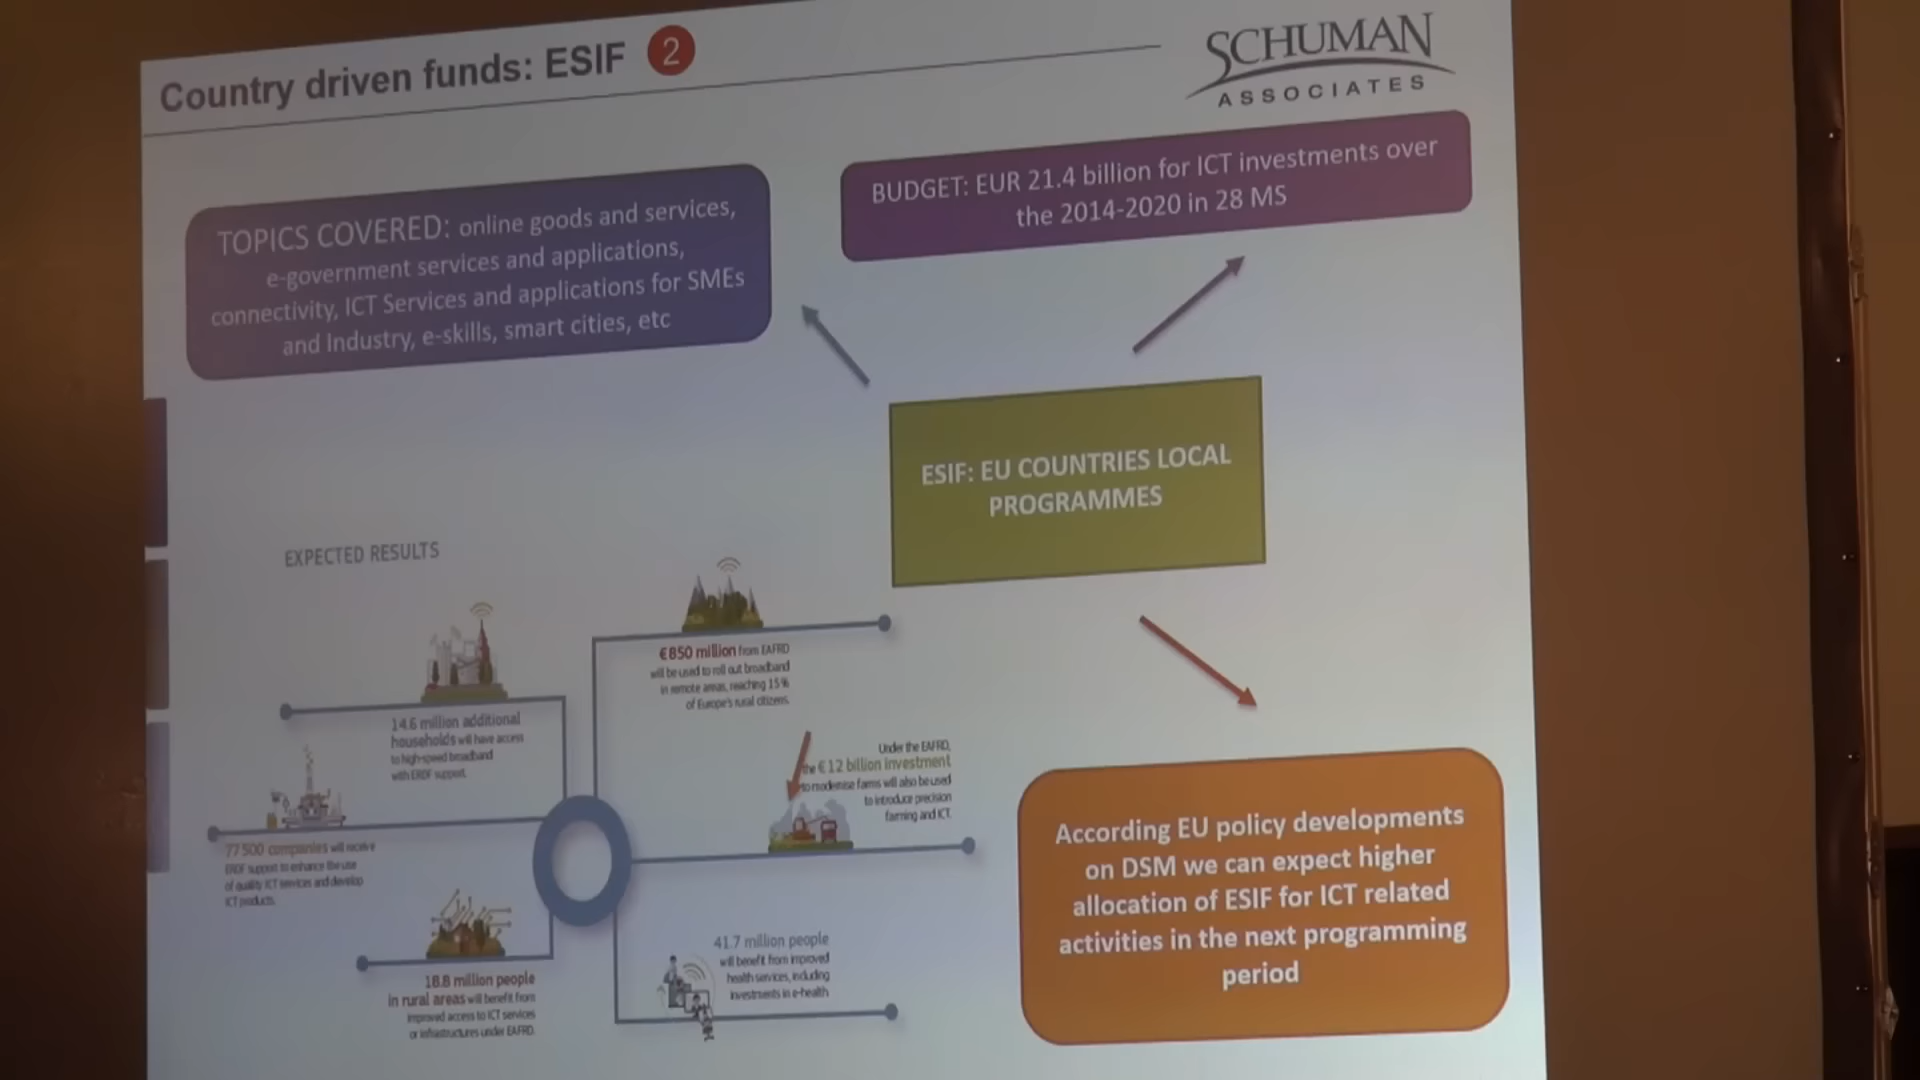 Country driven funds: ESIF 2
SCHUMAN
ASSOCIATES
TOPICS COVERED: online goods and services,
e-government services and applications,
connectivity, ICT Services and applications for SMEs
and Industry, e-skills, smart cities, etc
BUDGET: EUR 21.4 billion for ICT investments over
the 2014-2020 in 28 MS
ESIF: EU COUNTRIES LOCAL
PROGRAMMES
EXPECTED RESULTS
€850 million from EAFRD
will be used to roll out broadband
in remote areas, reaching 15%
of Europe's rural citizens.
14.6 million additional
households will have access
to high-speed broadband
with ERDF support.
Under the EAFRD,
the €12 billion investment
to modernise farms will also be used
to introduce precision
farming and ICT.
77 500 companies will receive
ERDF support to enhance the use
of quality ICT services and develop
ICT products.
18.8 million people
in rural areas will benefit from
improved access to ICT services
or infrastructures under EAFRD.
41.7 million people
will benefit from improved
health services, including
investments in e-health
According EU policy developments
on DSM we can expect higher
allocation of ESIF for ICT related
activities in the next programming
period